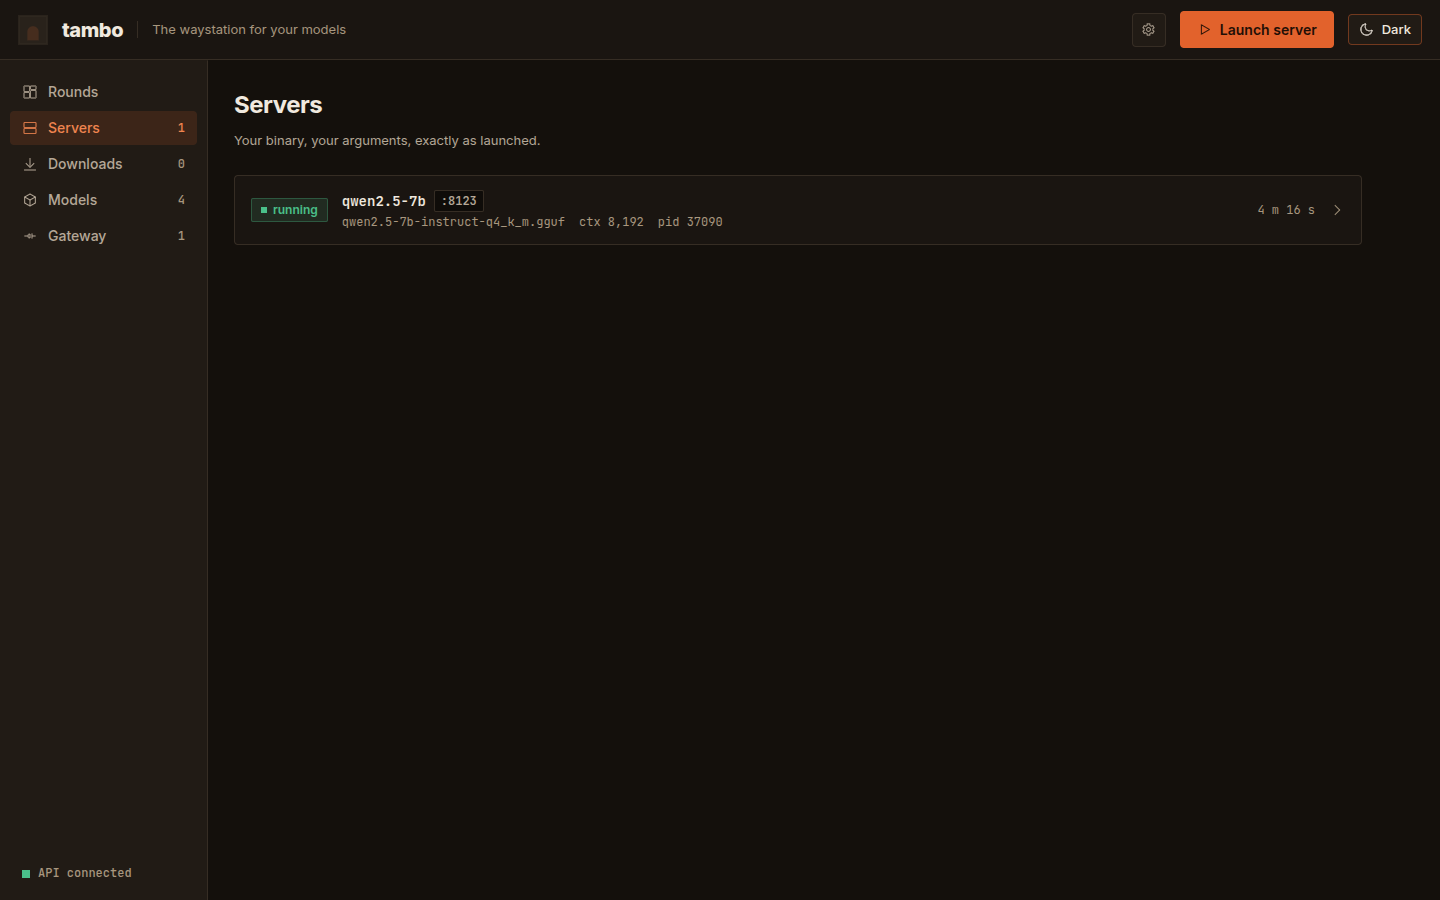 tambo
The waystation for your models
Launch server
Dark
Rounds
Servers 1
Downloads 0
Models 4
Gateway 1
API connected
Servers
Your binary, your arguments, exactly as launched.
running
qwen2.5-7b :8123
qwen2.5-7b-instruct-q4_k_m.gguf ctx 8,192 pid 37090
4 m 16 s